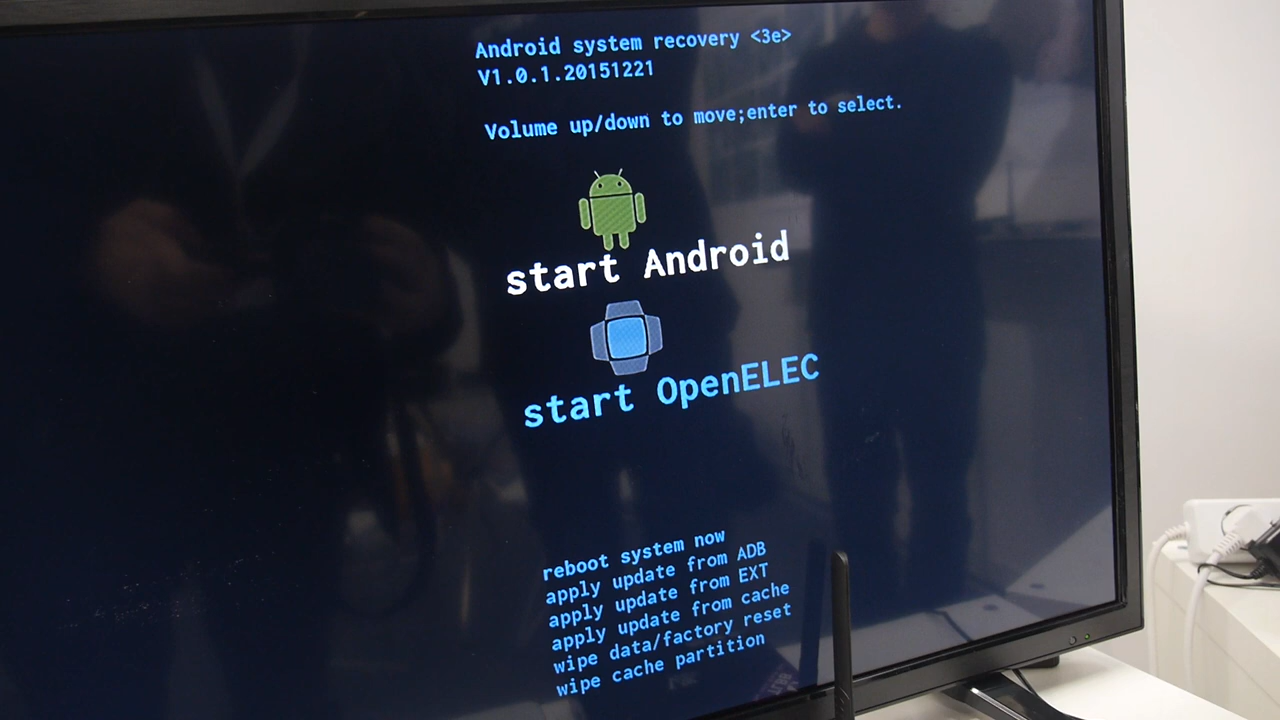 Android system recovery <3e>
V1.0.1.20151221
Volume up/down to move;enter to select.
start Android
start OpenELEC
reboot system now
apply update from ADB
apply update from EXT
apply update from cache
wipe data/factory reset
wipe cache partition